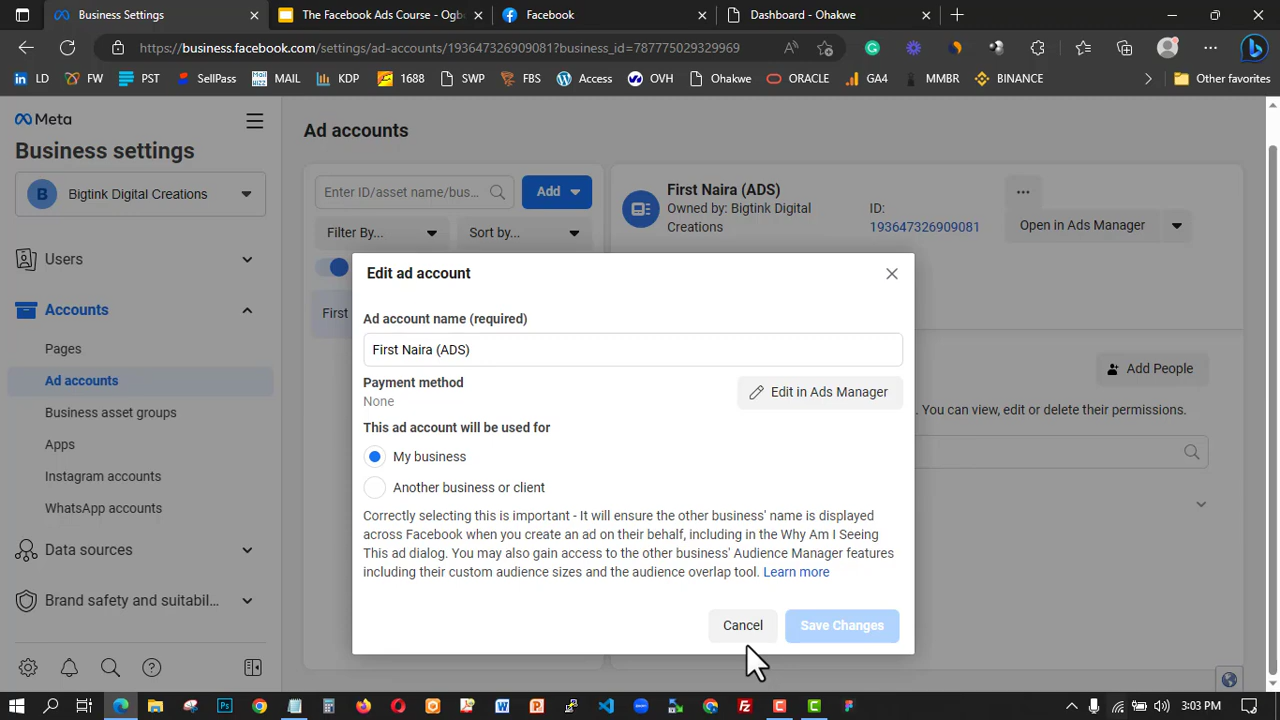 Business Settings
The Facebook Ads Course - Ogb
Facebook
Dashboard - Ohakwe
https://business.facebook.com/settings/ad-accounts/193647326909081?business_id=787775029329969
LD
FW
PST
SellPass
MAIL
KDP
1688
SWP
FBS
Access
OVH
Ohakwe
ORACLE
GA4
MMBR
BINANCE
Other favorites
Meta
Business settings
B
Bigtink Digital Creations
Users
Accounts
Pages
Ad accounts
Business asset groups
Apps
Instagram accounts
WhatsApp accounts
Data sources
Brand safety and suitabil...
Ad accounts
Enter ID/asset name/bus...
Add
Filter By...
Sort by...
First
First Naira (ADS)
Owned by: Bigtink Digital
Creations
ID:
193647326909081
...
Open in Ads Manager
Add People
. You can view, edit or delete their permissions.
Edit ad account
Ad account name (required)
First Naira (ADS)
Payment method
None
Edit in Ads Manager
This ad account will be used for
My business
Another business or client
Correctly selecting this is important - It will ensure the other business' name is displayed
across Facebook when you create an ad on their behalf, including in the Why Am I Seeing
This ad dialog. You may also gain access to the other business' Audience Manager features
including their custom audience sizes and the audience overlap tool. Learn more
Cancel
Save Changes
3:03 PM